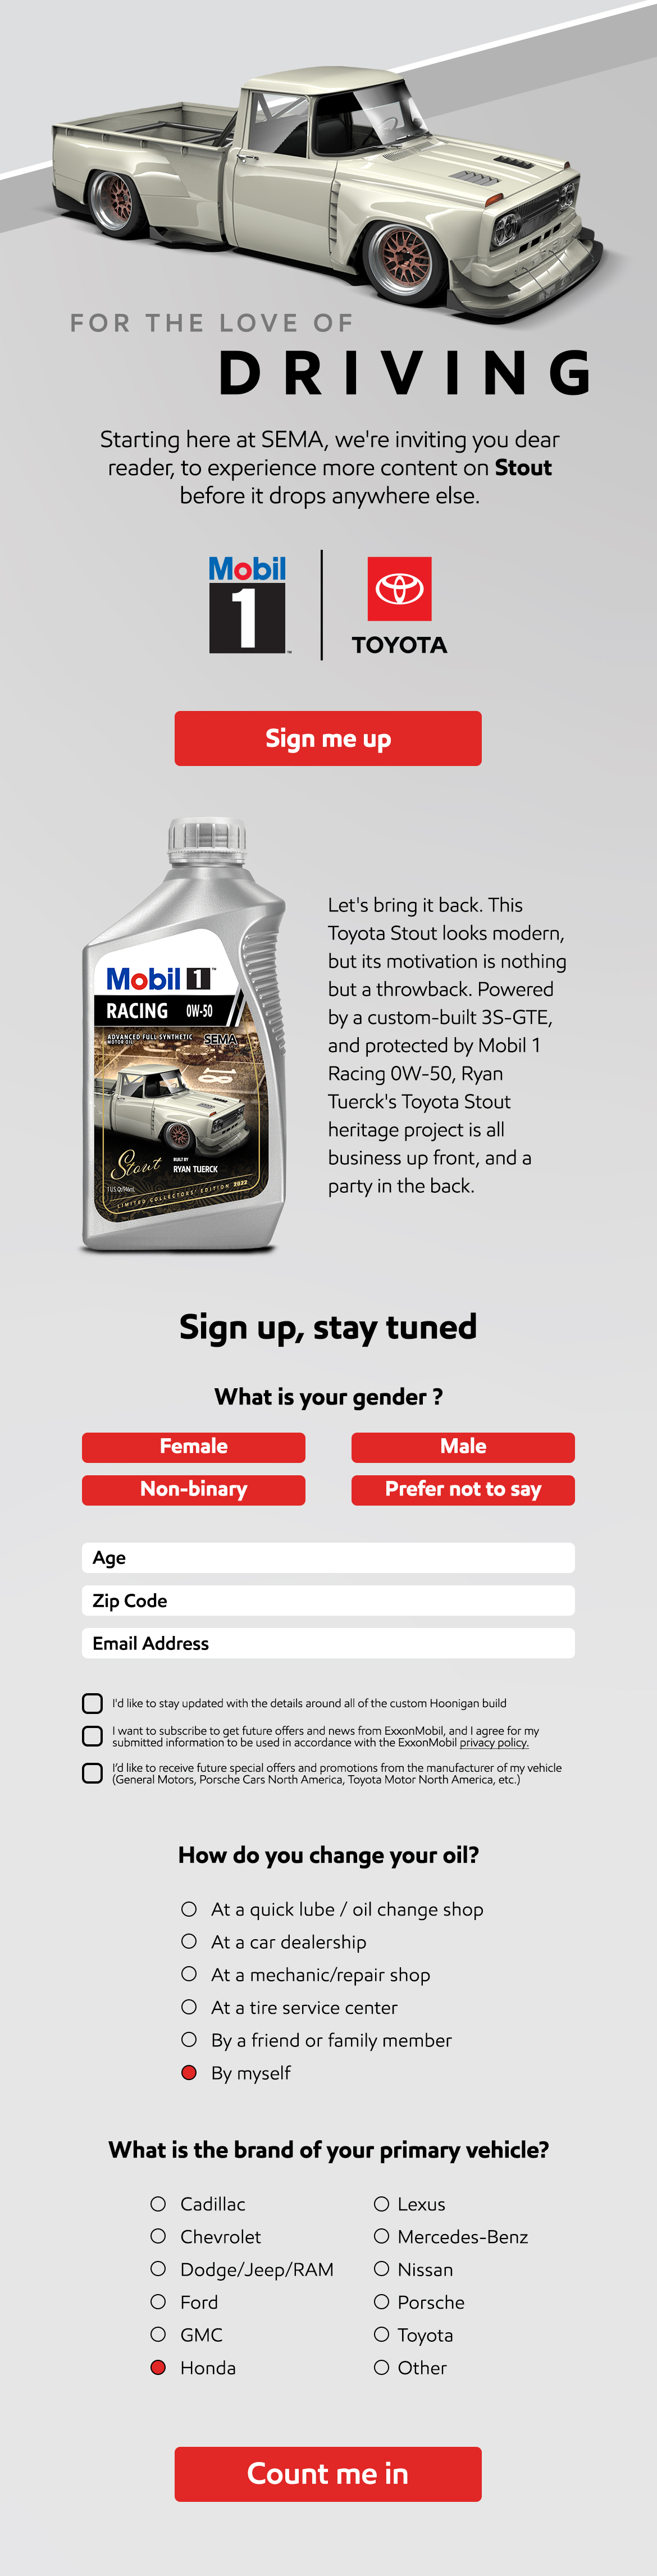 FOR THE LOVE OF
DRIVING
Starting here at SEMA, we're inviting you dear
reader, to experience more content on Stout
before it drops anywhere else.
Mobil
1
TM
TOYOTA
Sign me up
Mobil 1™
RACING 0W-50
ADVANCED FULL SYNTHETIC
MOTOR OIL
SEMA
18
Stout
BUILT BY
RYAN TUERCK
1 U.S. Qt/946mL
LIMITED COLLECTORS' EDITION 2022
Let's bring it back. This
Toyota Stout looks modern,
but its motivation is nothing
but a throwback. Powered
by a custom-built 3S-GTE,
and protected by Mobil 1
Racing 0W-50, Ryan
Tuerck's Toyota Stout
heritage project is all
business up front, and a
party in the back.
Sign up, stay tuned
What is your gender ?
Female
Male
Non-binary
Prefer not to say
Age
Zip Code
Email Address
I'd like to stay updated with the details around all of the custom Hoonigan build
I want to subscribe to get future offers and news from ExxonMobil, and I agree for my
submitted information to be used in accordance with the ExxonMobil privacy policy.
I'd like to receive future special offers and promotions from the manufacturer of my vehicle
(General Motors, Porsche Cars North America, Toyota Motor North America, etc.)
How do you change your oil?
At a quick lube / oil change shop
At a car dealership
At a mechanic/repair shop
At a tire service center
By a friend or family member
By myself
What is the brand of your primary vehicle?
Cadillac
Chevrolet
Dodge/Jeep/RAM
Ford
GMC
Honda
Lexus
Mercedes-Benz
Nissan
Porsche
Toyota
Other
Count me in